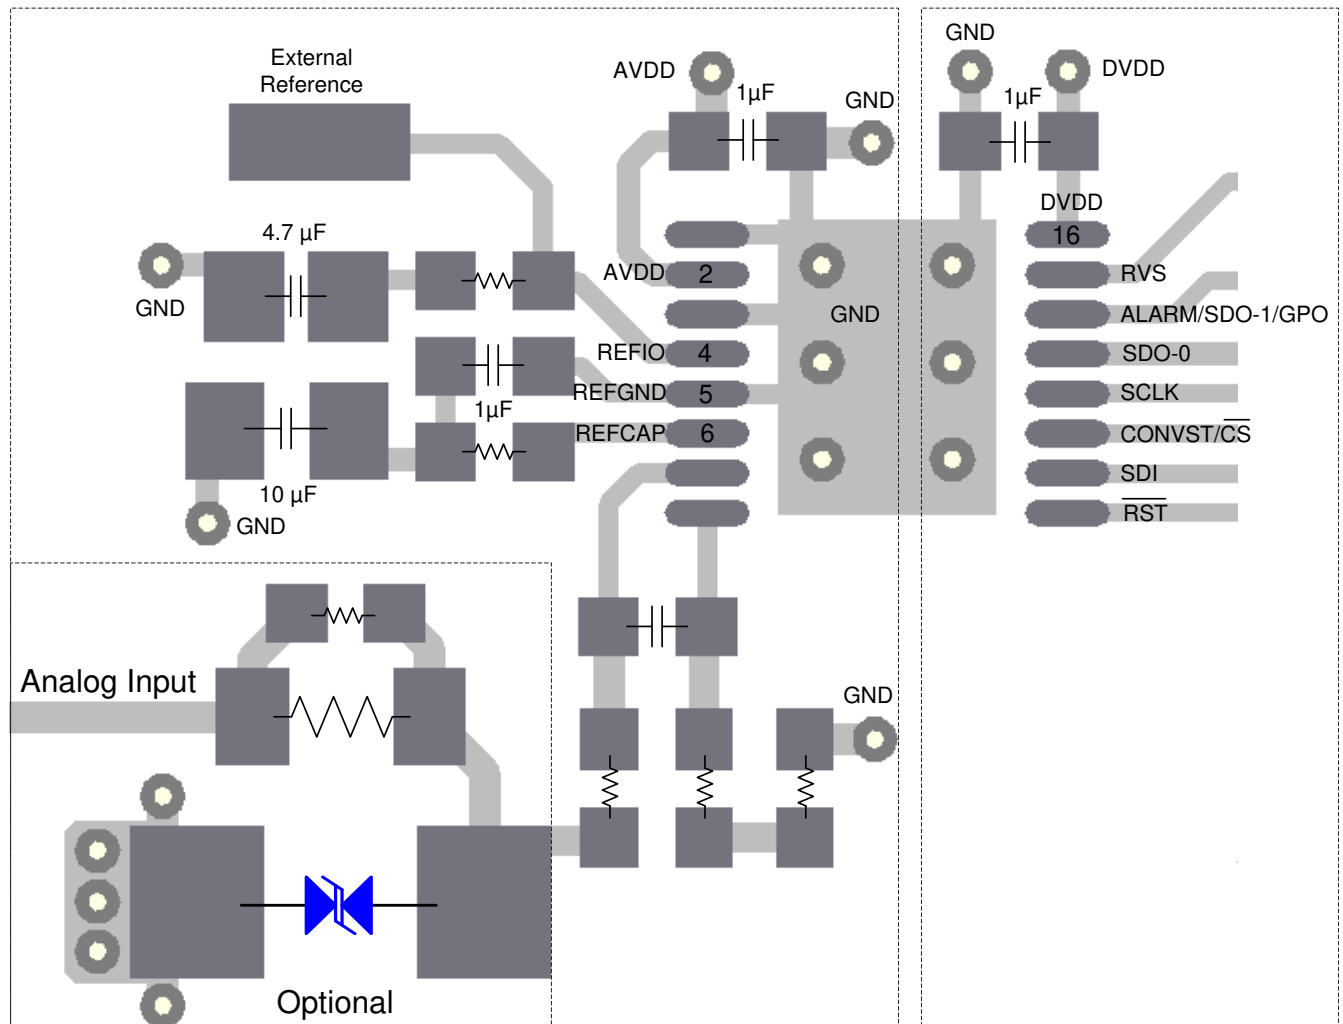 GND
External
Reference
AVDD
1µF
GND
1µF
DVDD
4.7 µF
DVDD
16
GND
AVDD
2
RVS
GND
ALARM/SDO-1/GPO
REFIO
4
SDO-0
REFGND
5
SCLK
1µF
REFCAP
6
CONVST/CS
SDI
10 µF
GND
RST
Analog Input
GND
Optional